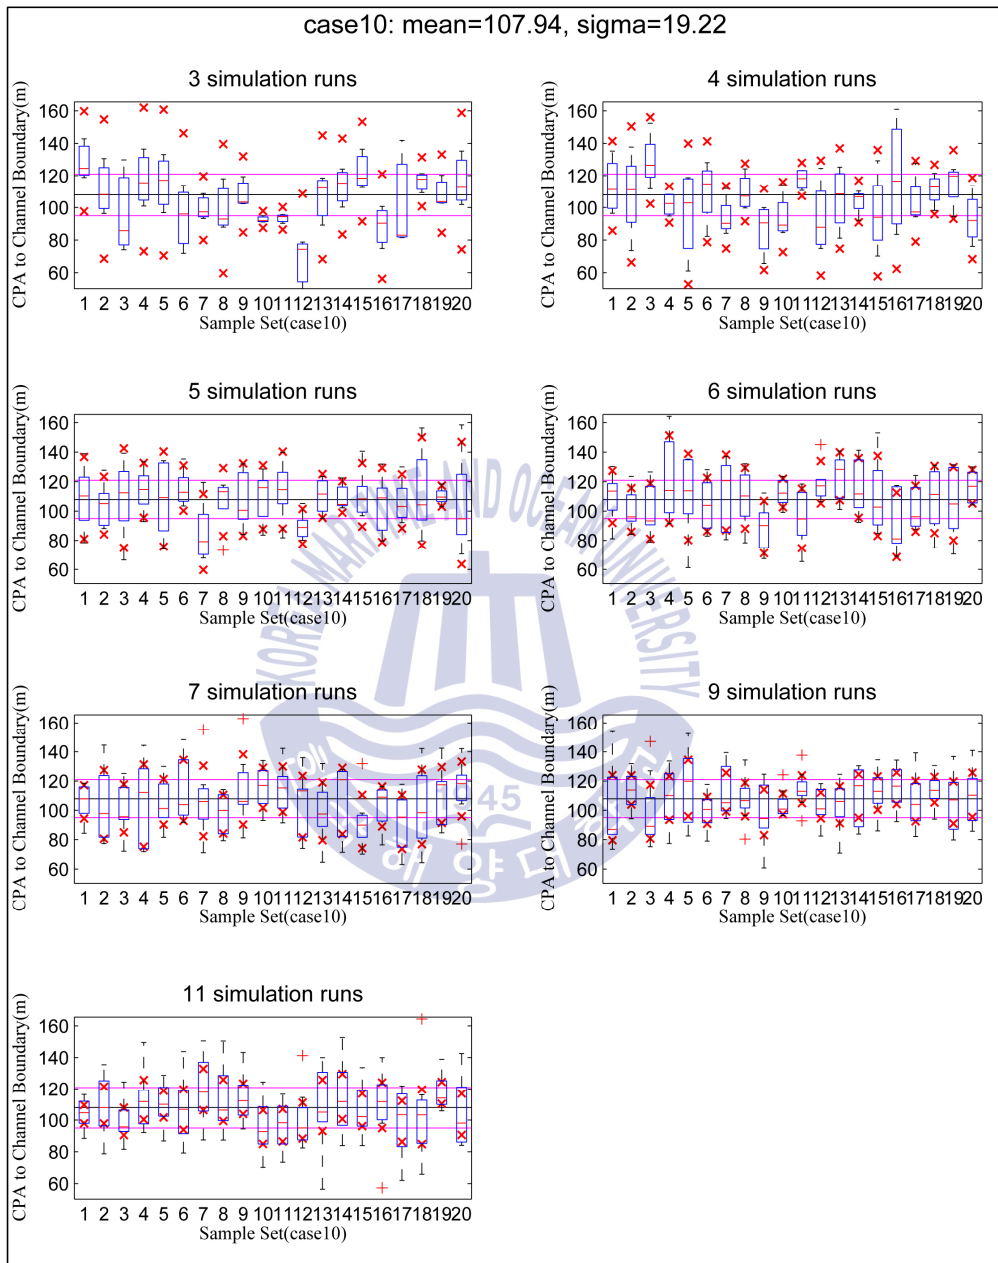 case10: mean=107.94, sigma=19.22
3 simulation runs
CPA to Channel Boundary(m)
160
140
120
100
80
60
1 2 3 4 5 6 7 8 9 10 11 12 13 14 15 16 17 18 19 20
Sample Set(case10)
4 simulation runs
CPA to Channel Boundary(m)
160
140
120
100
80
60
1 2 3 4 5 6 7 8 9 10 11 12 13 14 15 16 17 18 19 20
Sample Set(case10)
5 simulation runs
CPA to Channel Boundary(m)
160
140
120
100
80
60
1 2 3 4 5 6 7 8 9 10 11 12 13 14 15 16 17 18 19 20
Sample Set(case10)
6 simulation runs
CPA to Channel Boundary(m)
160
140
120
100
80
60
1 2 3 4 5 6 7 8 9 10 11 12 13 14 15 16 17 18 19 20
Sample Set(case10)
KOREA MARITIME AND OCEAN UNIVERSITY
7 simulation runs
CPA to Channel Boundary(m)
160
140
120
100
80
60
1 2 3 4 5 6 7 8 9 10 11 12 13 14 15 16 17 18 19 20
Sample Set(case10)
9 simulation runs
CPA to Channel Boundary(m)
160
140
120
100
80
60
1 2 3 4 5 6 7 8 9 10 11 12 13 14 15 16 17 18 19 20
Sample Set(case10)
1945
11 simulation runs
CPA to Channel Boundary(m)
160
140
120
100
80
60
1 2 3 4 5 6 7 8 9 10 11 12 13 14 15 16 17 18 19 20
Sample Set(case10)